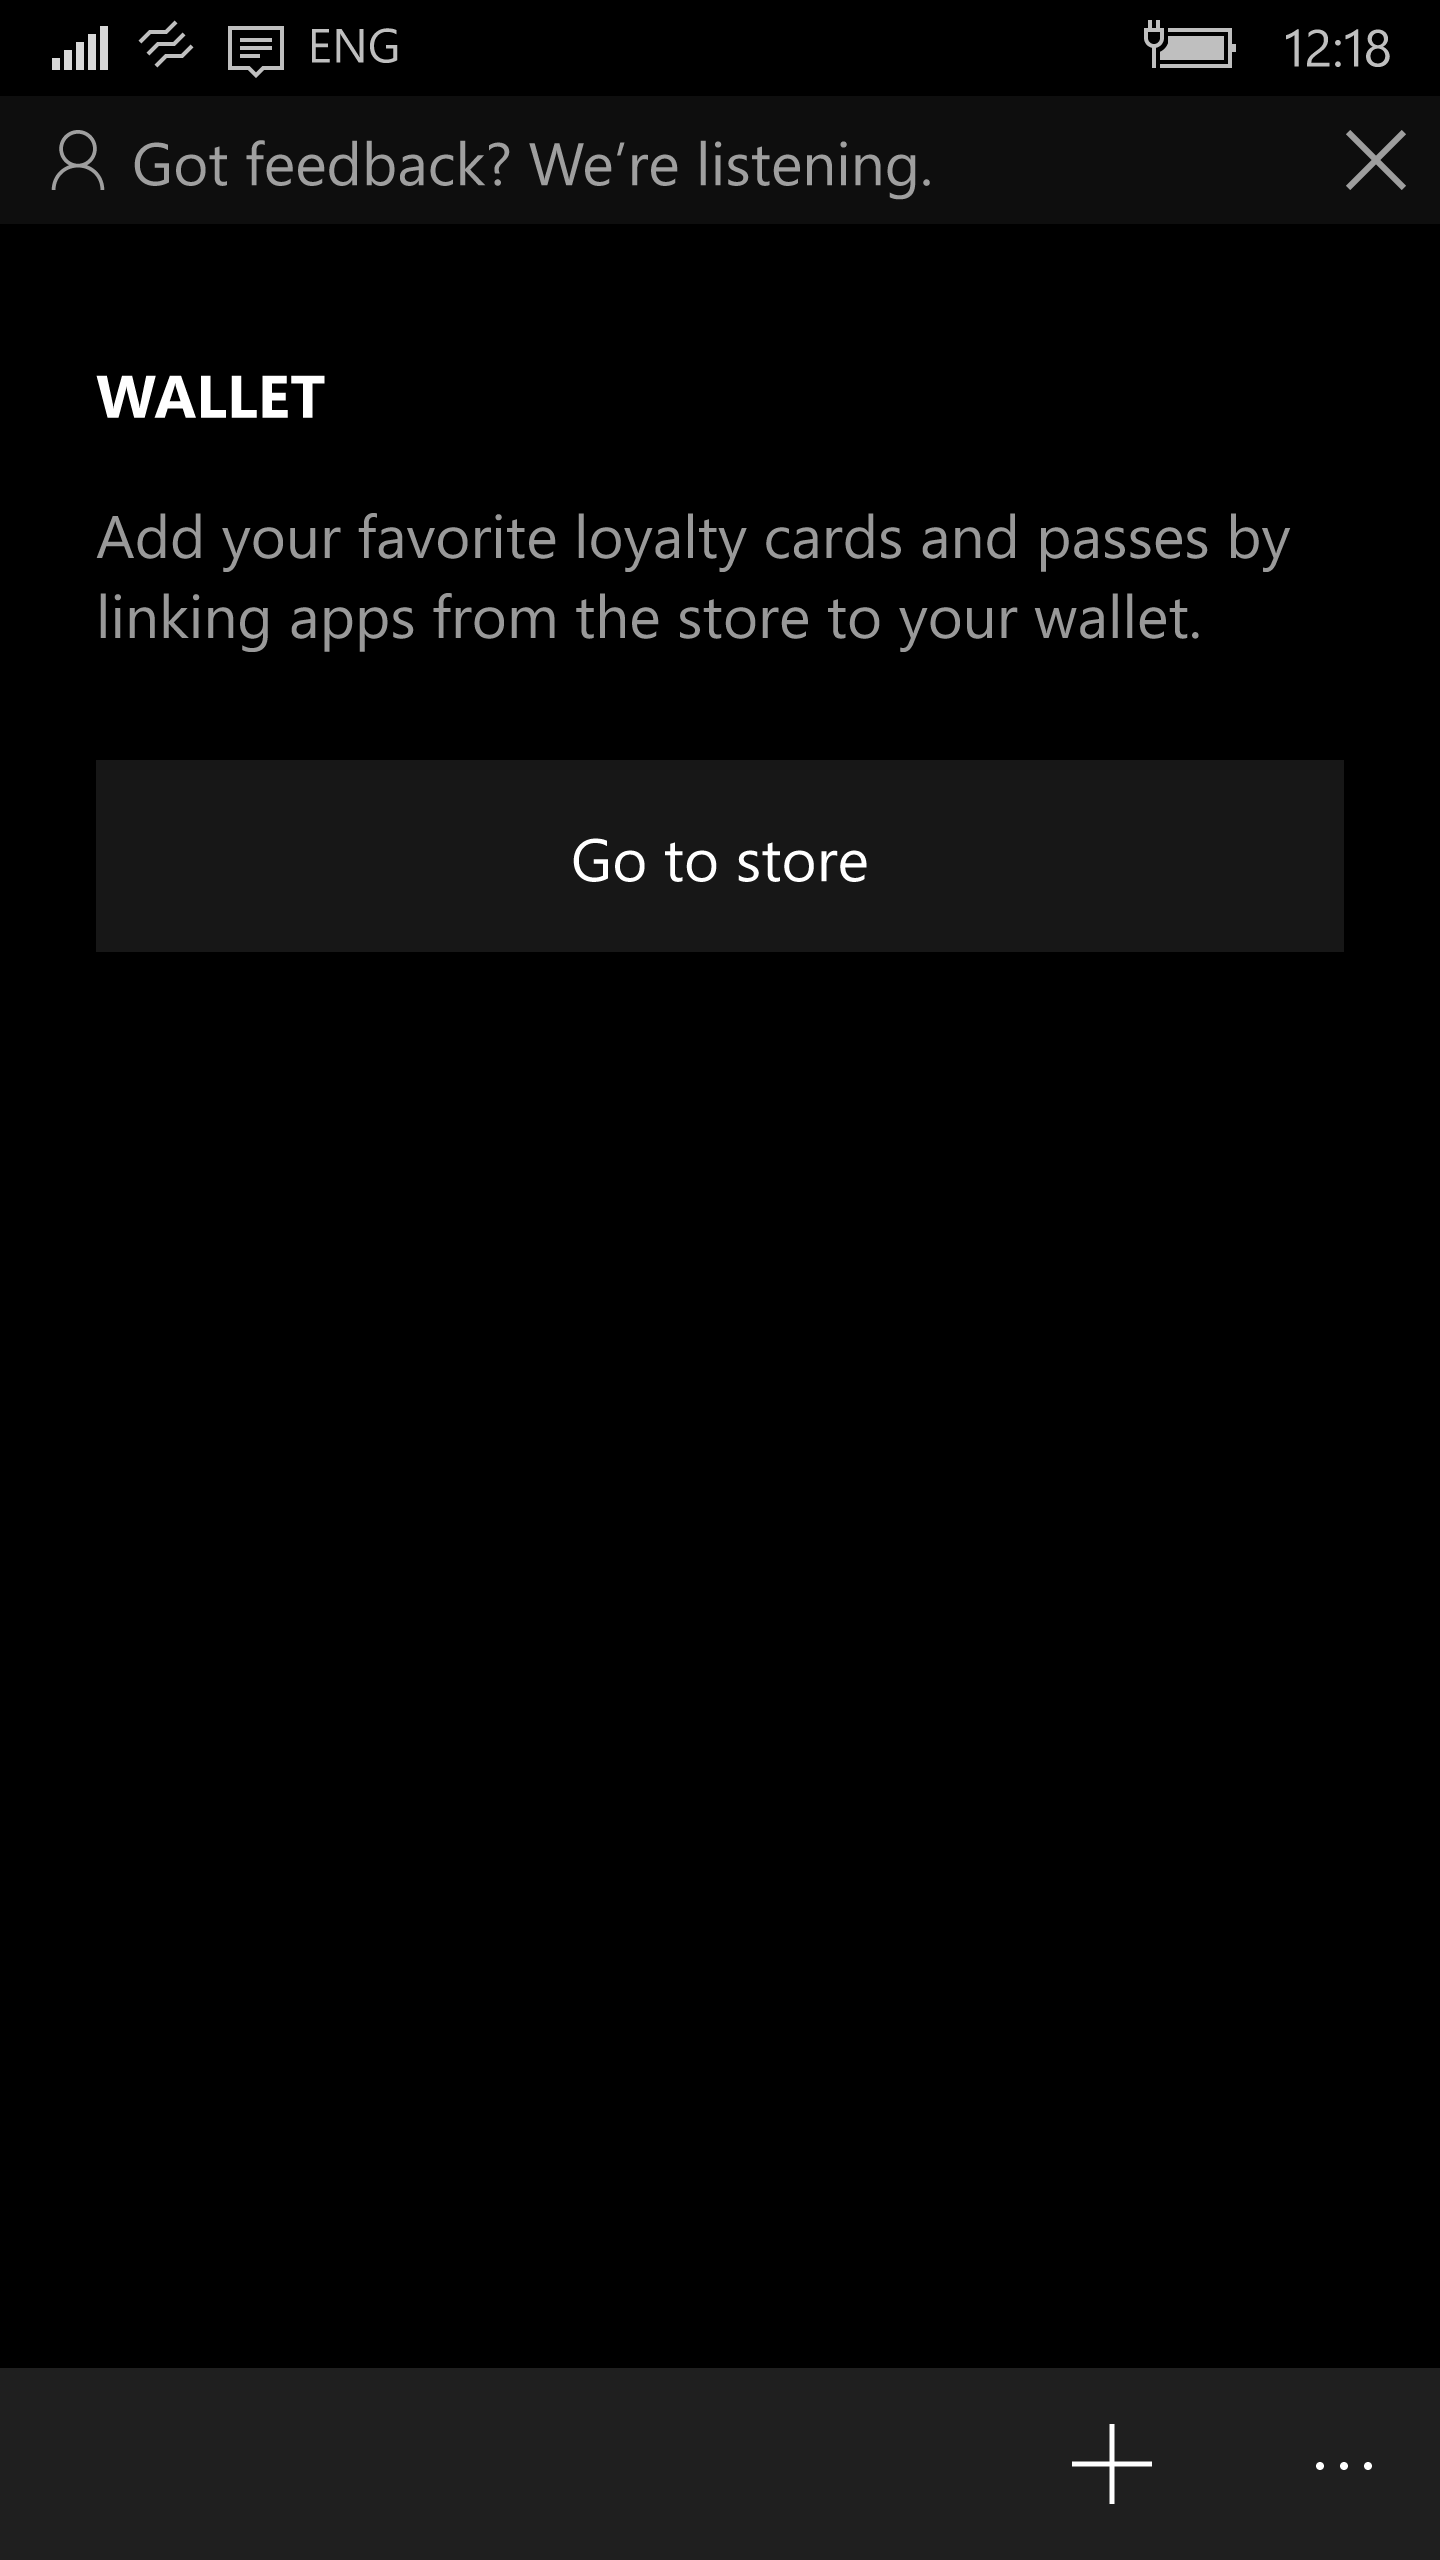 ENG
12:18
Got feedback? We’re listening.
WALLET
Add your favorite loyalty cards and passes by
linking apps from the store to your wallet.
Go to store